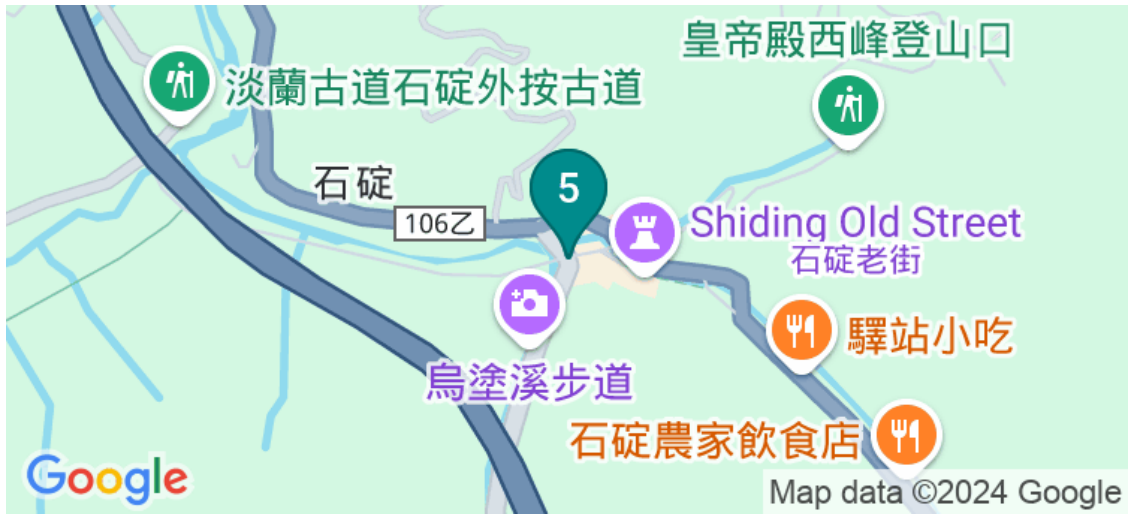 皇帝殿西峰登山口
淡蘭古道石碇外按古道
石碇
5
106乙
Shiding Old Street
石碇老街
驛站小吃
烏塗溪步道
石碇農家飲食店
Google
Map data ©2024 Google